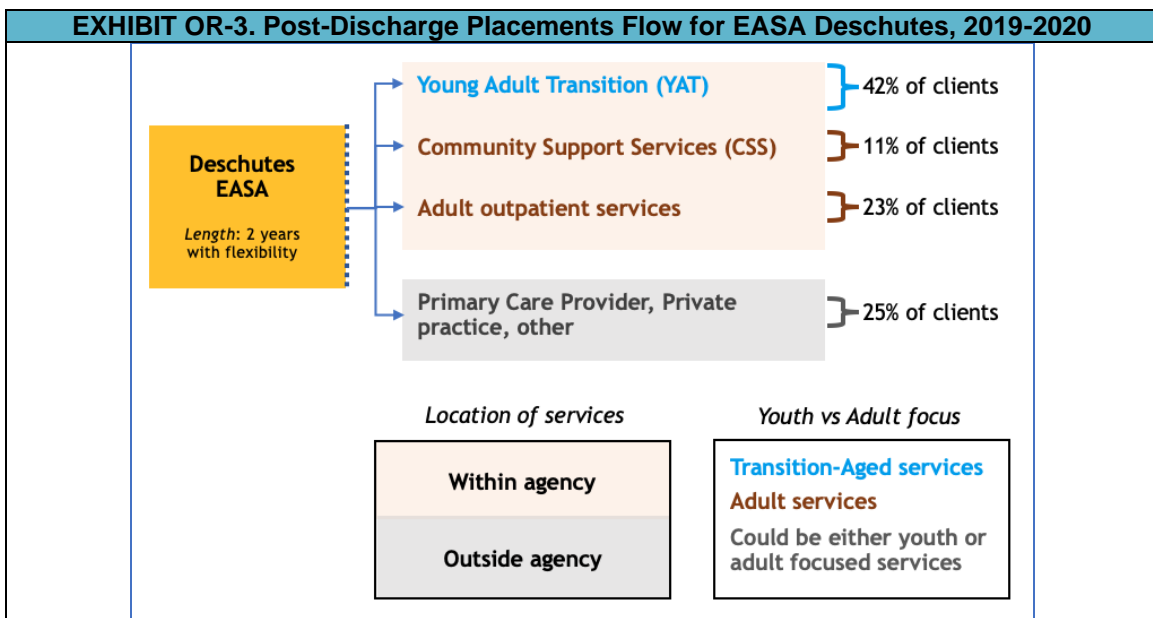 EXHIBIT OR-3. Post-Discharge Placements Flow for EASA Deschutes, 2019-2020
Deschutes
EASA
Length: 2 years
with flexibility
Young Adult Transition (YAT)
42% of clients
Community Support Services (CSS)
11% of clients
Adult outpatient services
23% of clients
Primary Care Provider, Private
practice, other
25% of clients
Location of services
Within agency
Outside agency
Youth vs Adult focus
Transition-Aged services
Adult services
Could be either youth or
adult focused services